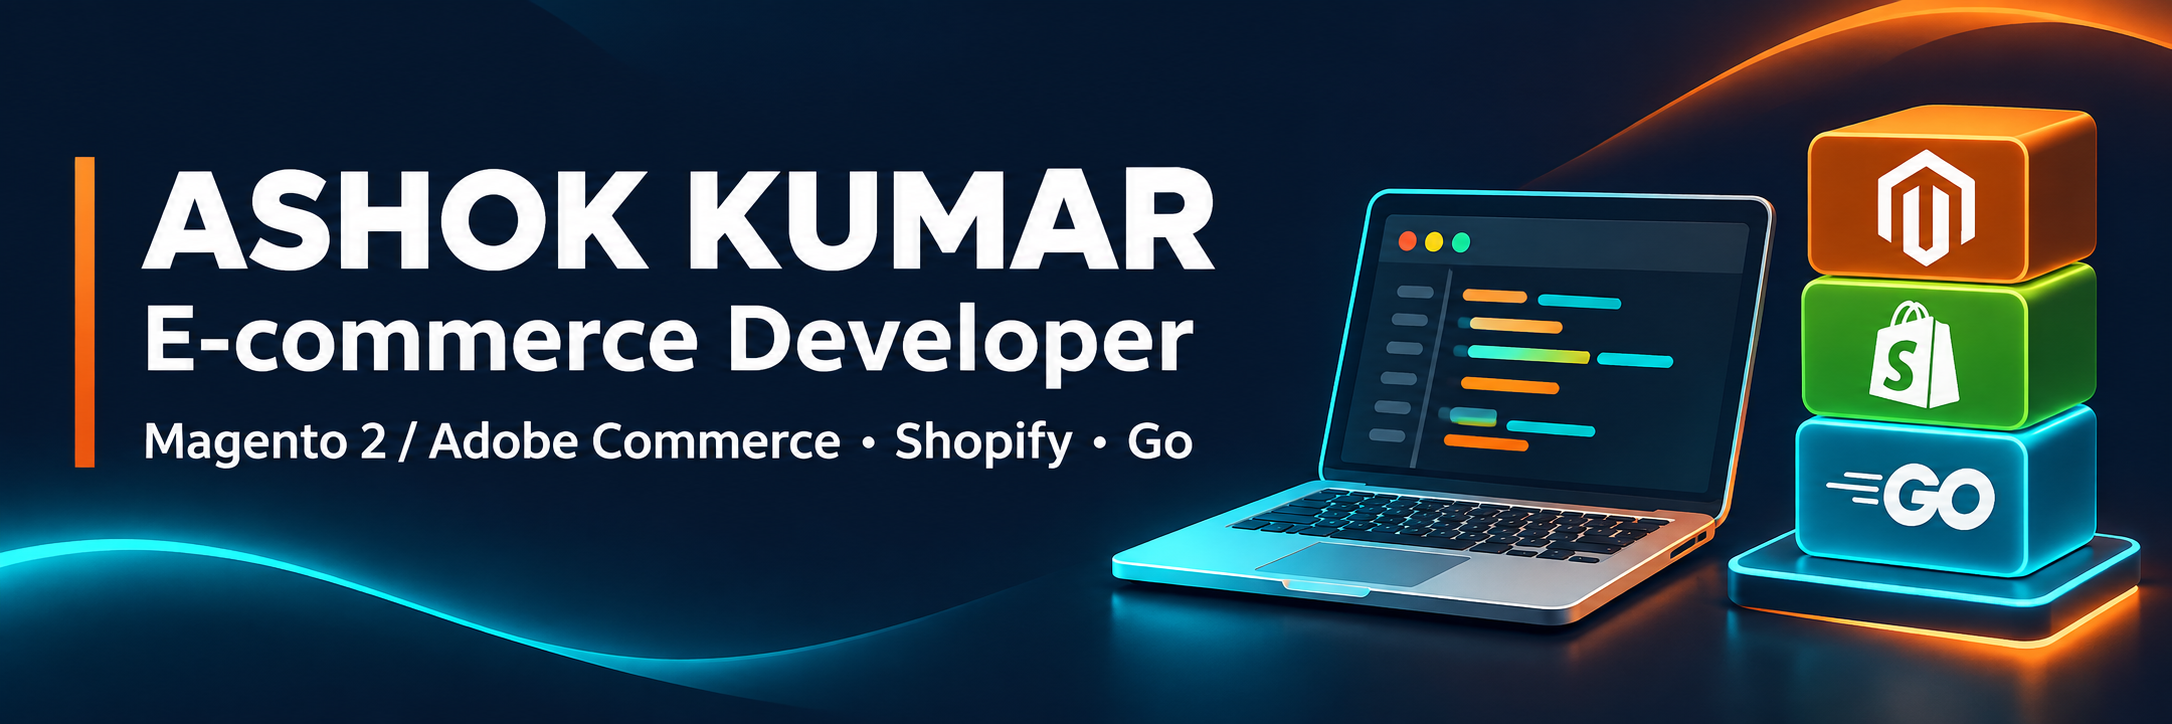 ASHOK KUMAR
E-commerce Developer
Magento 2 / Adobe Commerce • Shopify • Go
S
GO